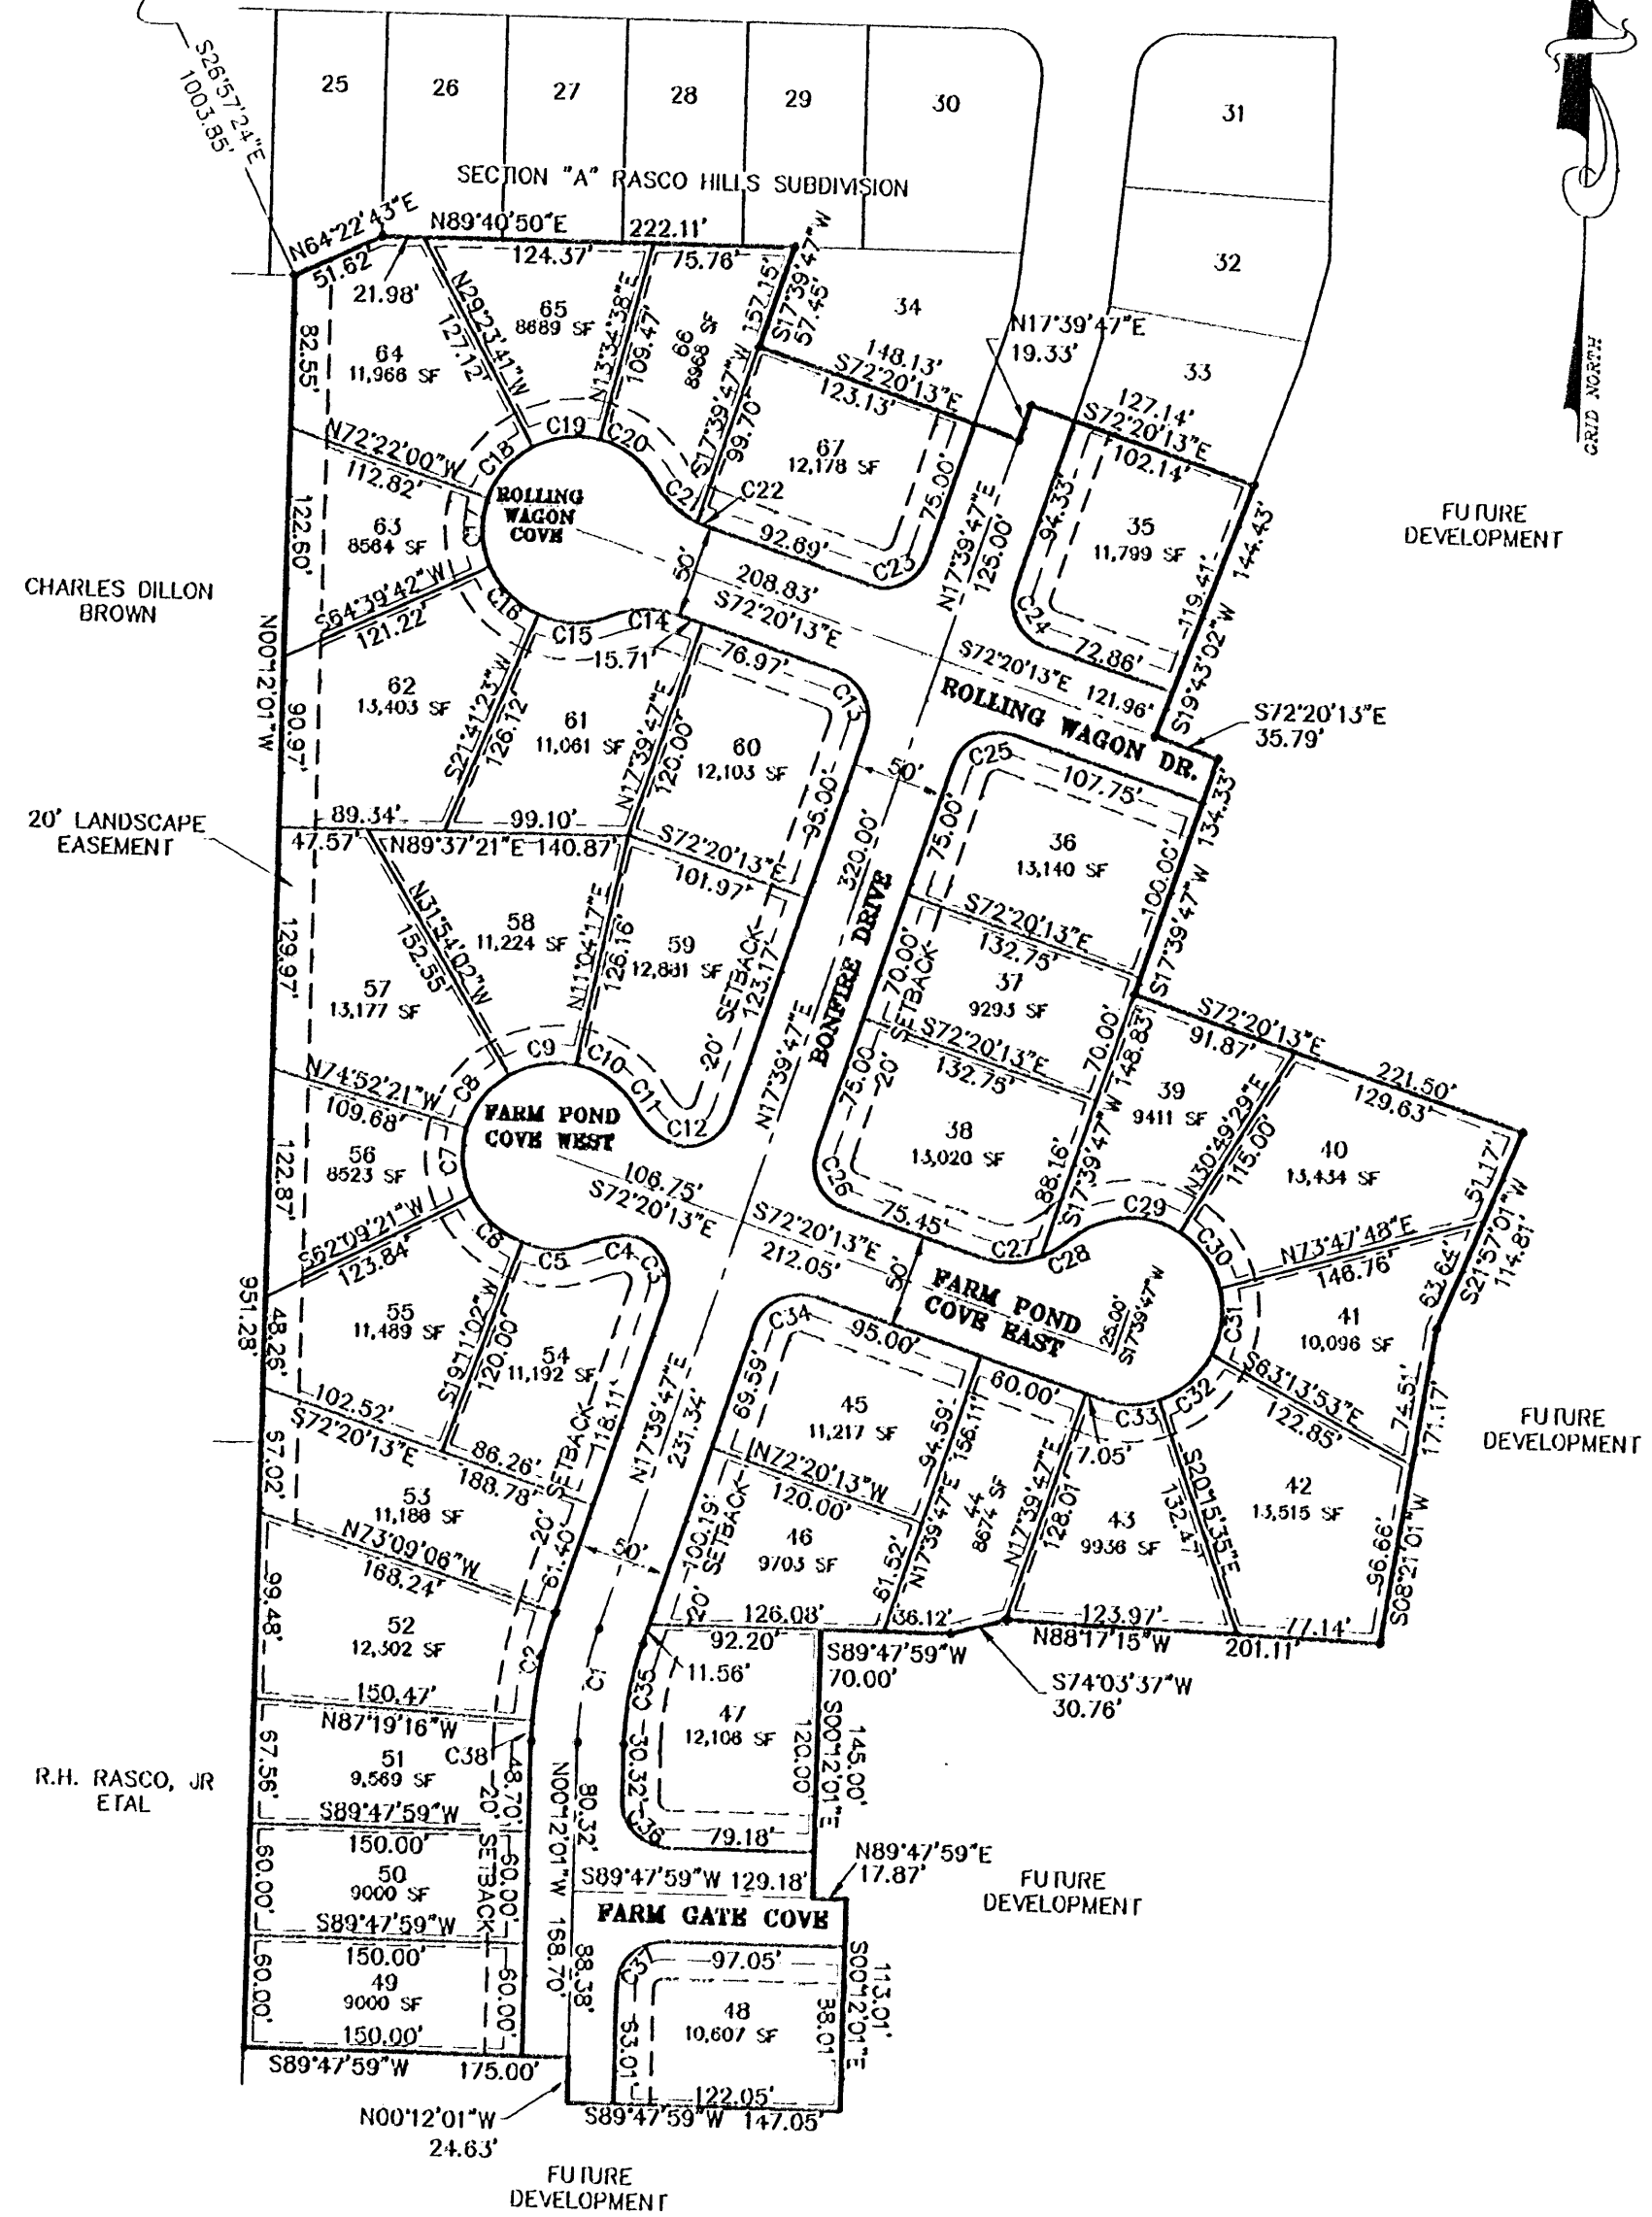 S26°57'24"E
1003.85'
25
26
27
28
29
30
31
SECTION "A" RASCO HILLS SUBDIVISION
32
33
34
GRID NORTH
N64°22'43"E
51.62'
N89°40'50"E
222.11'
21.98'
124.37'
75.76'
S17°39'47"W
57.45'
N17°39'47"E
19.33'
148.13'
S72°20'13"E
123.13'
127.14'
S72°20'13"E
102.14'
64
11,966 SF
82.55'
N29°23'41"W
127.12'
65
8689 SF
N13°34'38"E
109.47'
66
8968 SF
S17°39'47"W 157.15'
S17°39'47"W
99.70'
67
12,178 SF
75.00'
94.33'
35
11,799 SF
119.41'
S19°43'02"W 144.43'
FUTURE
DEVELOPMENT
N72°22'00"W
112.82'
C18
C19
C20
C21
C22
C17
ROLLING
WAGON
COVE
92.69'
C23
N17°39'47"E
125.00'
C24
72.86'
63
8564 SF
122.60'
CHARLES DILLON
BROWN
S64°39'42"W
121.22'
C16
C15
C14
50'
208.83'
S72°20'13"E
15.71'
76.97'
C13
S72°20'13"E 121.96'
ROLLING WAGON DR.
S72°20'13"E
35.79'
N00°12'01"W
90.97'
62
13,403 SF
S21°41'23"W
126.12'
61
11,061 SF
N17°39'47"E
120.00'
60
12,103 SF
95.00'
50'
C25
107.75'
134.33'
20' LANDSCAPE
EASEMENT
89.34'
99.10'
47.57'
N89°37'21"E 140.87'
S72°20'13"E
101.97'
320.00'
BONFIRE DRIVE
75.00'
36
13,140 SF
100.00'
S17°39'47"W
S72°20'13"E
132.75'
129.97'
57
13,177 SF
N31°54'02"W
152.55'
58
11,224 SF
N11°04'17"E
126.16'
59
12,881 SF
20' SETBACK
123.17'
70.00'
SETBACK
37
9293 SF
70.00'
S72°20'13"E
91.87'
221.50'
129.63'
S72°20'13"E
132.75'
75.00
20'
38
13,020 SF
88.16'
S17°39'47"W 148.83'
39
9411 SF
N30°49'29"E
115.00'
40
13,434 SF
51.17'
S21°57'01"W
114.81'
N74°52'21"W
109.68'
C8
C9
C10
C11
C12
N17°39'47"E
C7
FARM POND
COVE WEST
56
8523 SF
122.87'
106.75'
S72°20'13"E
S72°20'13"E
212.05'
C26
75.45'
C27
C28
C29
C30
N73°47'48"E
146.76'
63.64'
S62°09'21"W
123.84'
C6
C5
C4
C3
50'
FARM POND
COVE EAST
25.00'
S17°39'47"W
C31
41
10,096 SF
951.28'
48.26'
55
11,489 SF
S19°11'02"W
120.00'
54
11,192 SF
118.11'
SETBACK
20'
N17°39'47"E
231.34'
C34
95.00'
69.59'
45
11,217 SF
94.59'
60.00'
156.11'
C33
C32
7.05'
S63°13'53"E
122.85'
74.51'
171.17'
FUTURE
DEVELOPMENT
102.52'
S72°20'13"E
86.26'
188.78'
67.02'
53
11,188 SF
61.40'
N72°20'13"W
120.00'
100.19'
SETBACK
20'
46
9703 SF
61.52'
N17°39'47"E
44
8674 SF
N17°39'47"E
128.01'
43
9936 SF
S20°15'35"E
132.47'
42
13,515 SF
96.66'
S08°21'01"W
N73°09'06"W
168.24'
50'
99.48'
52
12,302 SF
C2
C1
126.08'
36.12'
123.97'
N88°17'15"W
77.14'
201.11'
92.20'
11.56'
S89°47'59"W
70.00'
S74°03'37"W
30.76'
C35
150.47'
N87°19'16"W
C38
47
12,108 SF
30.32'
120.00'
S00°12'01"E
145.00'
R.H. RASCO, JR
ETAL
67.56'
51
9,569 SF
48.70'
N00°12'01"W 168.70'
80.32'
S89°47'59"W
150.00'
C36
79.18'
60.00'
50
9000 SF
60.00'
20' SETBACK
S89°47'59"W 129.18'
N89°47'59"E
17.87'
FUTURE
DEVELOPMENT
FARM GATE COVE
S89°47'59"W
150.00'
60.00'
49
9000 SF
60.00'
88.38'
C37
97.05'
48
10,607 SF
63.01'
88.01'
S00°12'01"E
113.01'
150.00'
S89°47'59"W
175.00'
122.05'
S89°47'59"W 147.05'
N00°12'01"W
24.63'
FUTURE
DEVELOPMENT